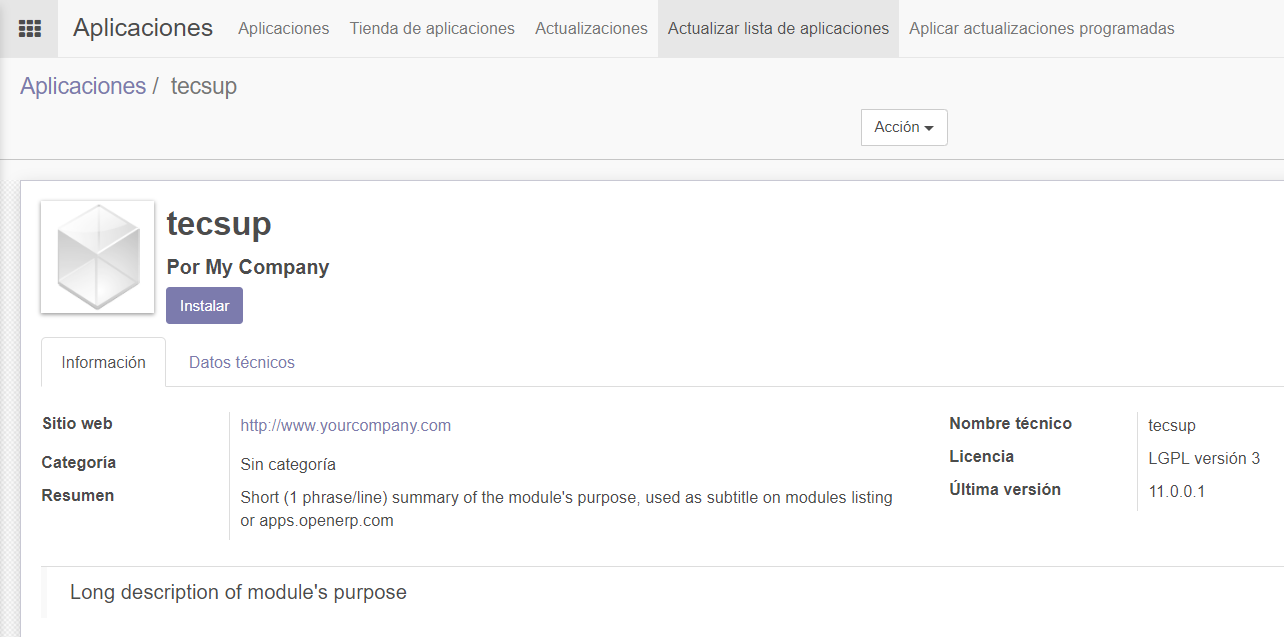 Aplicaciones Aplicaciones Tienda de aplicaciones Actualizaciones Actualizar lista de aplicaciones Aplicar actualizaciones programadas
Aplicaciones / tecsup
Acción
tecsup
Por My Company
Instalar
Información Datos técnicos
Sitio web http://www.yourcompany.com
Categoría Sin categoría
Resumen Short (1 phrase/line) summary of the module's purpose, used as subtitle on modules listing
or apps.openerp.com
Nombre técnico tecsup
Licencia LGPL versión 3
Última versión 11.0.0.1
Long description of module's purpose